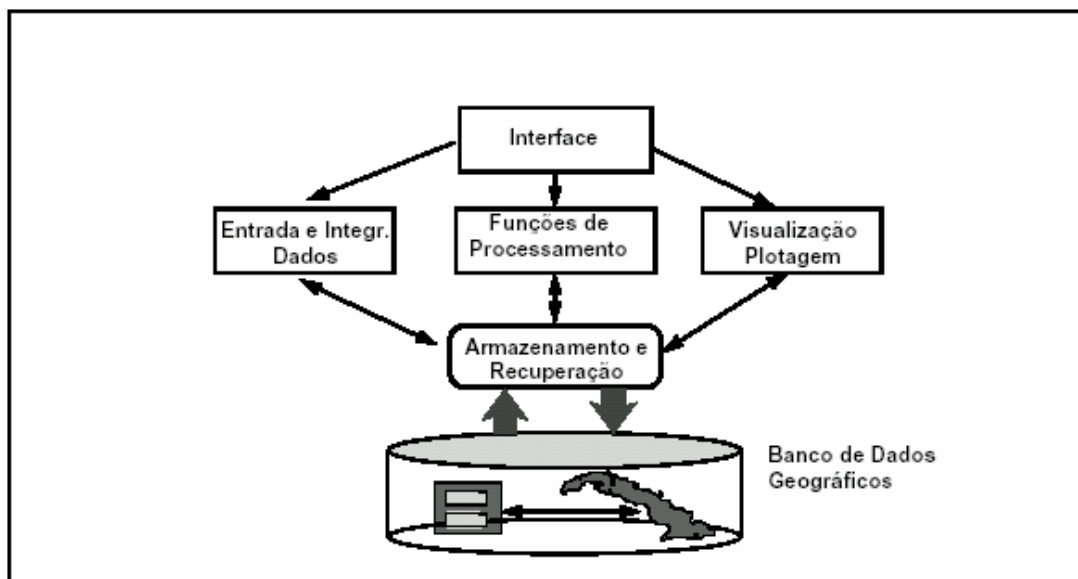 Interface
Entrada e Integr.
Dados
Funções de
Processamento
Visualização
Plotagem
Armazenamento e
Recuperação
Banco de Dados
Geográficos